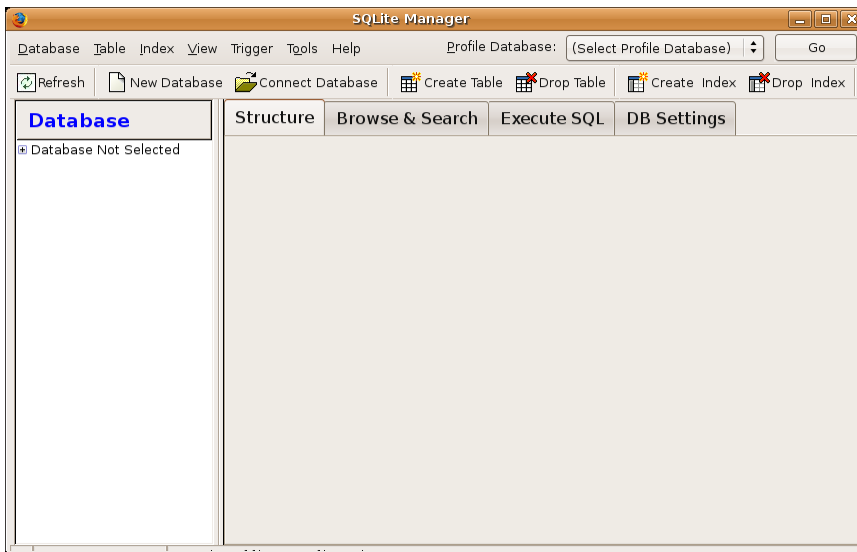 SQLite Manager
Database Table Index View Trigger Tools Help Profile Database: (Select Profile Database) Go
Refresh New Database Connect Database Create Table Drop Table Create Index Drop Index
Database
Structure Browse & Search Execute SQL DB Settings
Database Not Selected